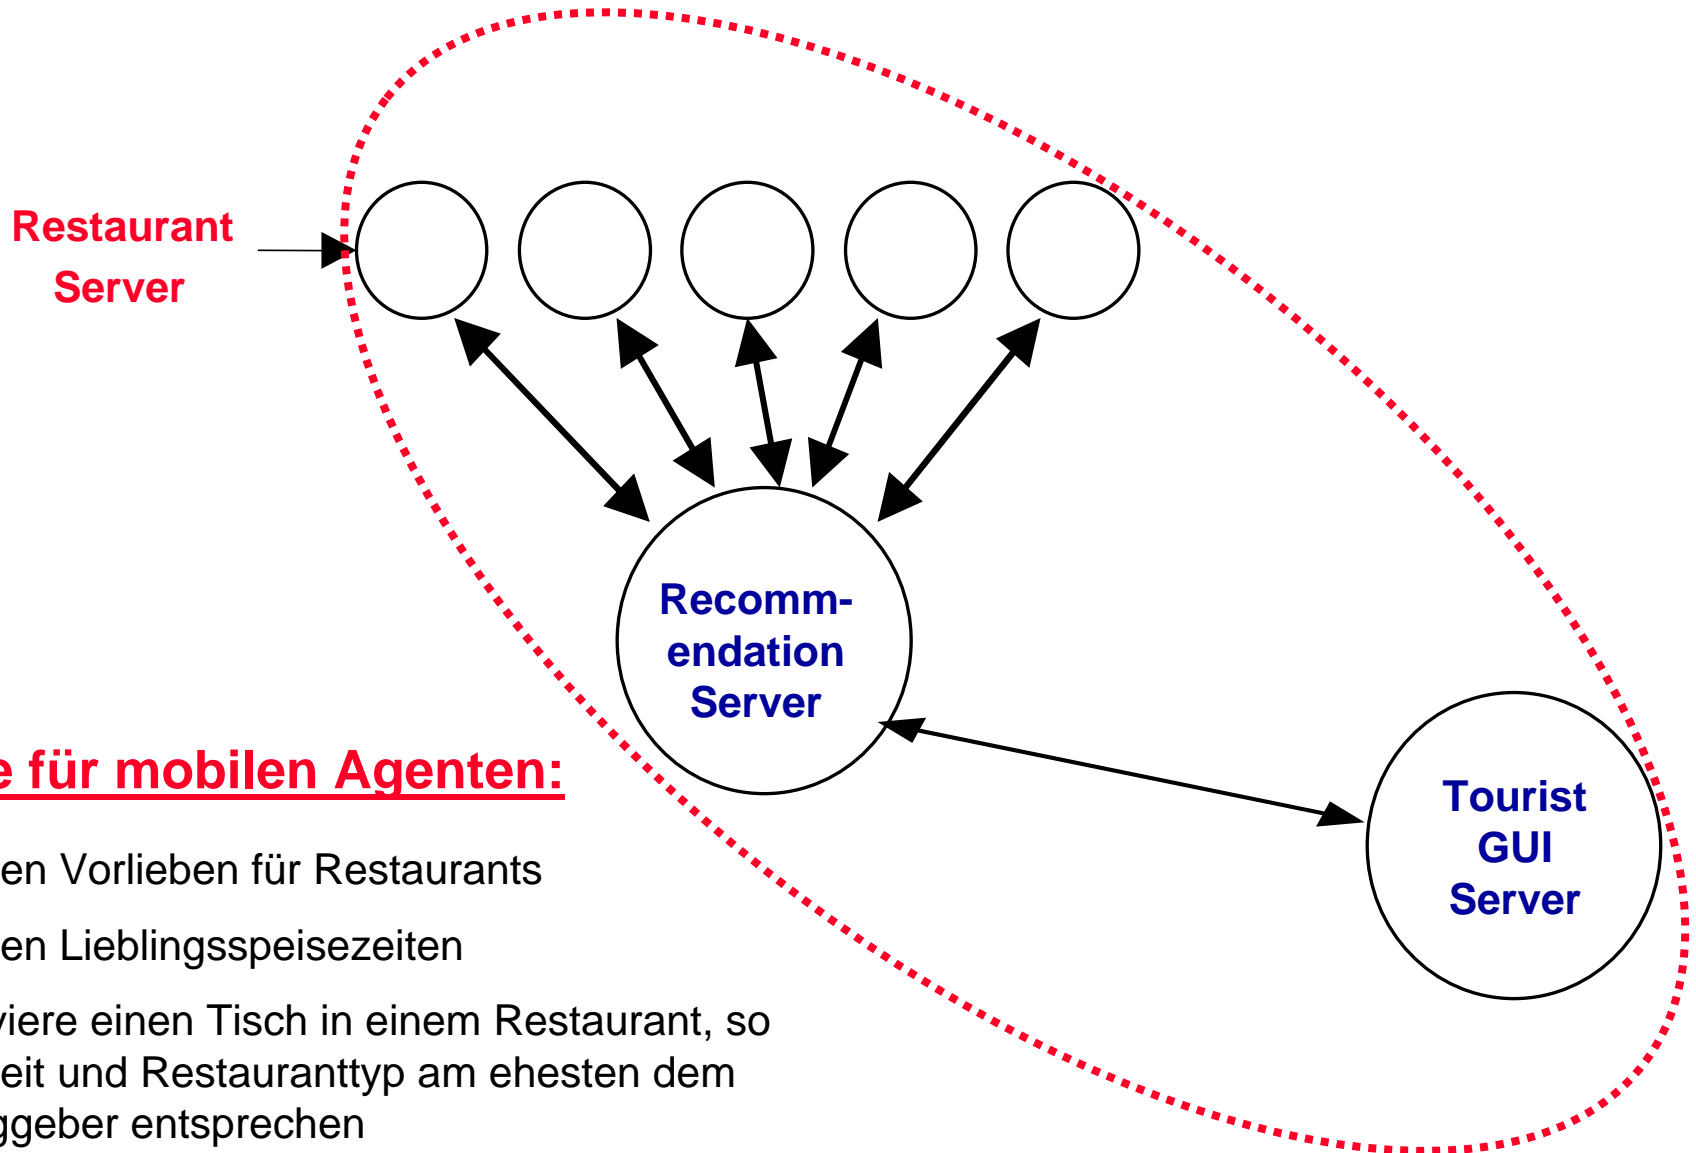 Restaurant
Server
Recomm-
endation
Server
Tourist
GUI
Server
e für mobilen Agenten:
en Vorlieben für Restaurants
en Lieblingsspeisezeiten
viere einen Tisch in einem Restaurant, so
eit und Restauranttyp am ehesten dem
ggeber entsprechen